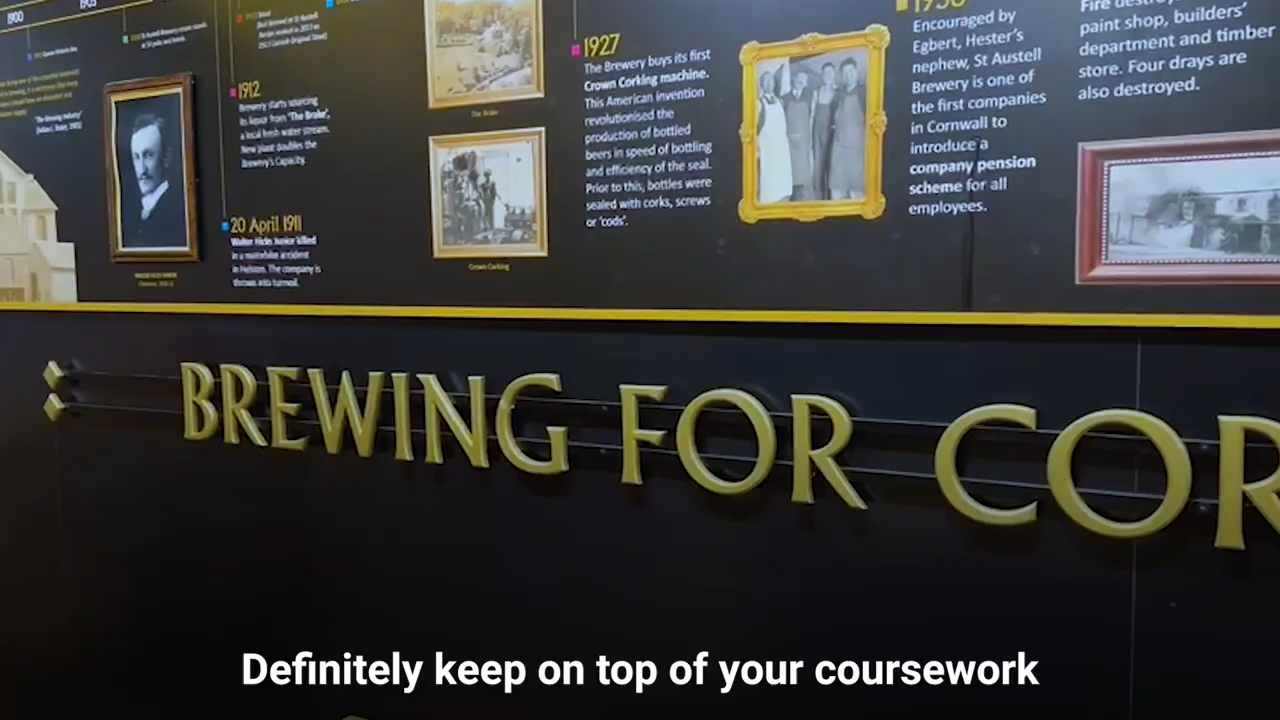 1900
1905
1912
Brewery starts sourcing
its liquor from 'The Brake',
a local fresh water stream.
New plant doubles the
Brewery's Capacity.
20 April 1911
Walter Hicks Junior killed
in a motorbike accident
in Helston. The company is
thrown into turmoil.
The Brake
Crown Corking
1927
The Brewery buys its first
Crown Corking machine.
This American invention
revolutionised the
production of bottled
beers in speed of bottling
and efficiency of the seal.
Prior to this, bottles were
sealed with corks, screws
or 'cods'.
Encouraged by
Egbert, Hester's
nephew, St Austell
Brewery is one of
the first companies
in Cornwall to
introduce a
company pension
scheme for all
employees.
Fire
paint shop, builders'
department and timber
store. Four drays are
also destroyed.
BREWING FOR COR
Definitely keep on top of your coursework